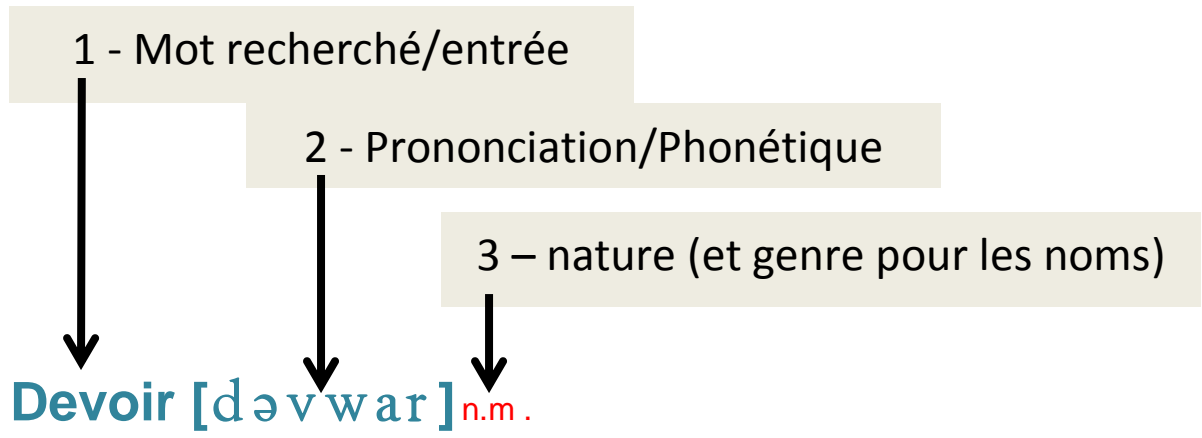 1 - Mot recherché/entrée
2 - Prononciation/Phonétique
3 – nature (et genre pour les noms)
Devoir [dəvwar] n.m .